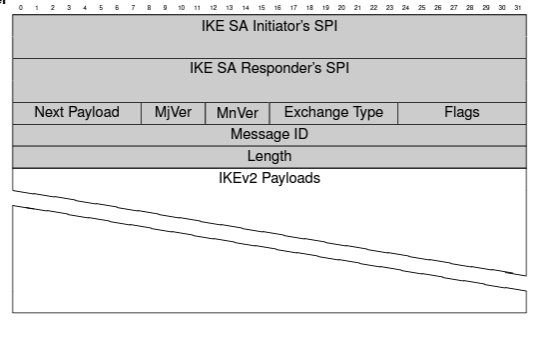 er
0 1 2 3 4 5 6 7 8 9 10 11 12 13 14 15 16 17 18 19 20 21 22 23 24 25 26 27 28 29 30 31
IKE SA Initiator's SPI
IKE SA Responder's SPI
Next Payload MjVer MnVer Exchange Type Flags
Message ID
Length
IKEv2 Payloads